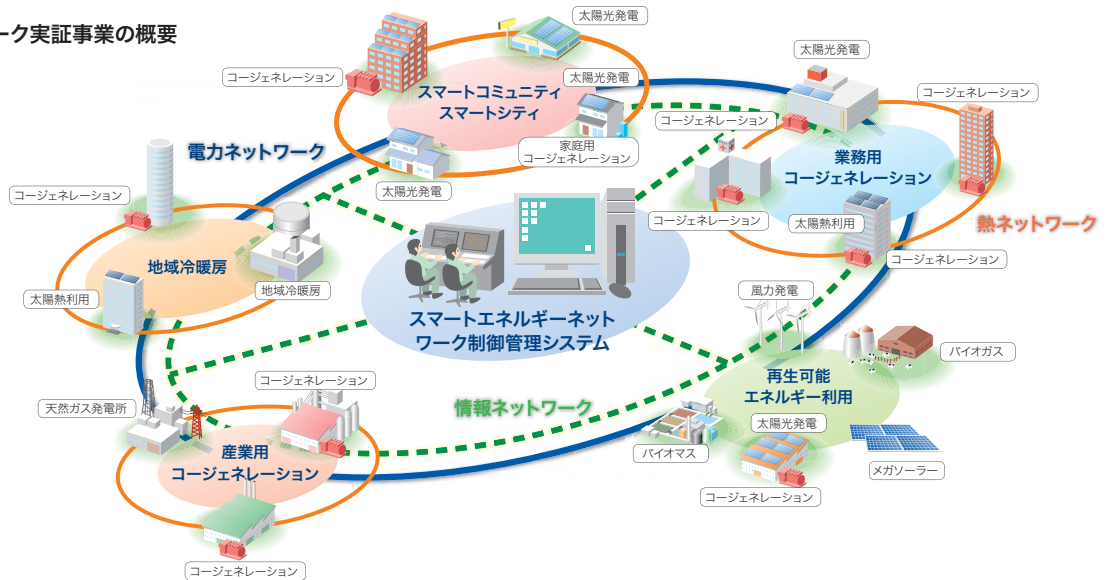 ーク実証事業の概要
太陽光発電
コージェネレーション
太陽光発電
スマートコミュニティ
スマートシティ
家庭用
コージェネレーション
太陽光発電
太陽光発電
コージェネレーション
コージェネレーション
業務用
コージェネレーション
コージェネレーション
太陽熱利用
コージェネレーション
熱ネットワーク
電力ネットワーク
コージェネレーション
地域冷暖房
地域冷暖房
太陽熱利用
スマートエネルギーネット
ワーク制御管理システム
風力発電
バイオガス
再生可能
エネルギー利用
太陽光発電
バイオマス
メガソーラー
コージェネレーション
情報ネットワーク
天然ガス発電所
コージェネレーション
産業用
コージェネレーション
コージェネレーション